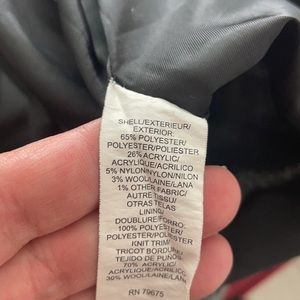 SHELL/EXTERIEUR/
EXTERIOR:
65% POLYESTER/
POLYESTER/POLIESTER
26% ACRYLIC/
ACRYLIQUE/ACRILICO
5% NYLON/NYLON/NILON
3% WOOL/LAINE/LANA
1% OTHER FABRIC/
AUTRE TISSU/
OTRAS TELAS
LINING/
DOUBLURE/FORRO:
100% POLYESTER/
POLYESTER/POLIESTER
KNIT TRIM/
TRICOT BORDURE/
TEJIDO DE PUNO:
70% ACRYLIC/
ACRYLIQUE/ACRILICO
30% WOOL/LAINE/LANA
RN 79675